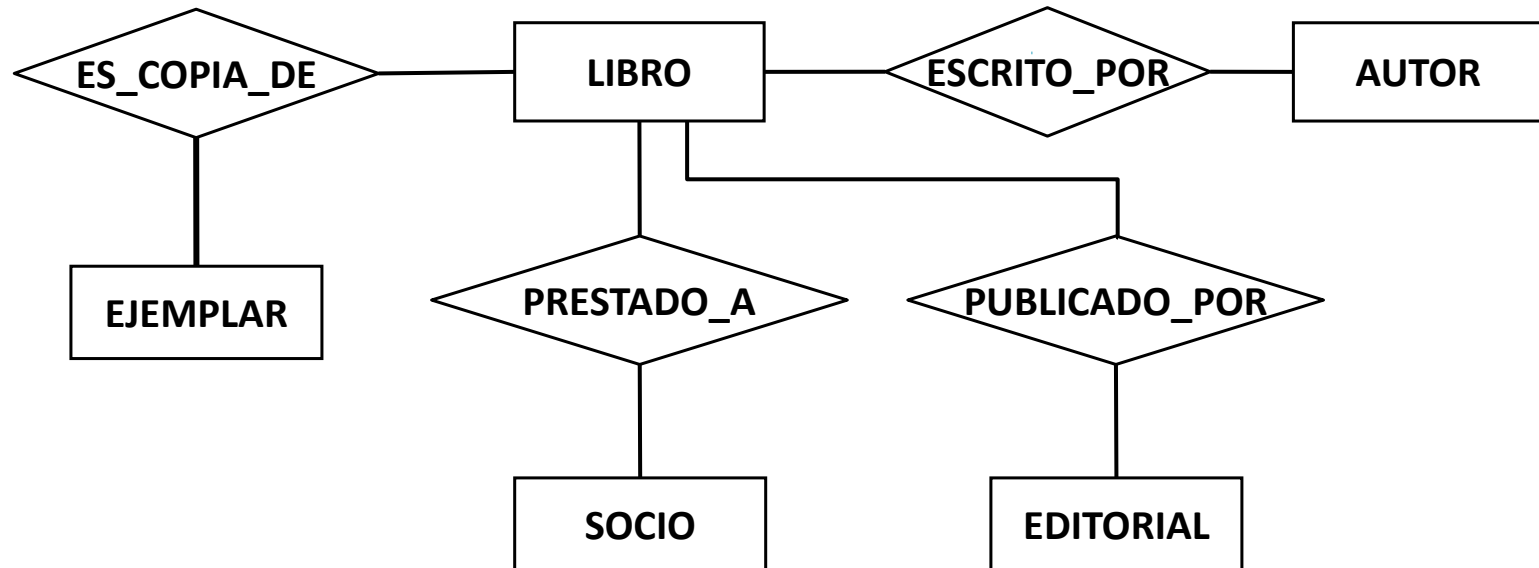 ES_COPIA_DE
LIBRO
ESCRITO_POR
AUTOR
EJEMPLAR
PRESTADO_A
PUBLICADO_POR
SOCIO
EDITORIAL